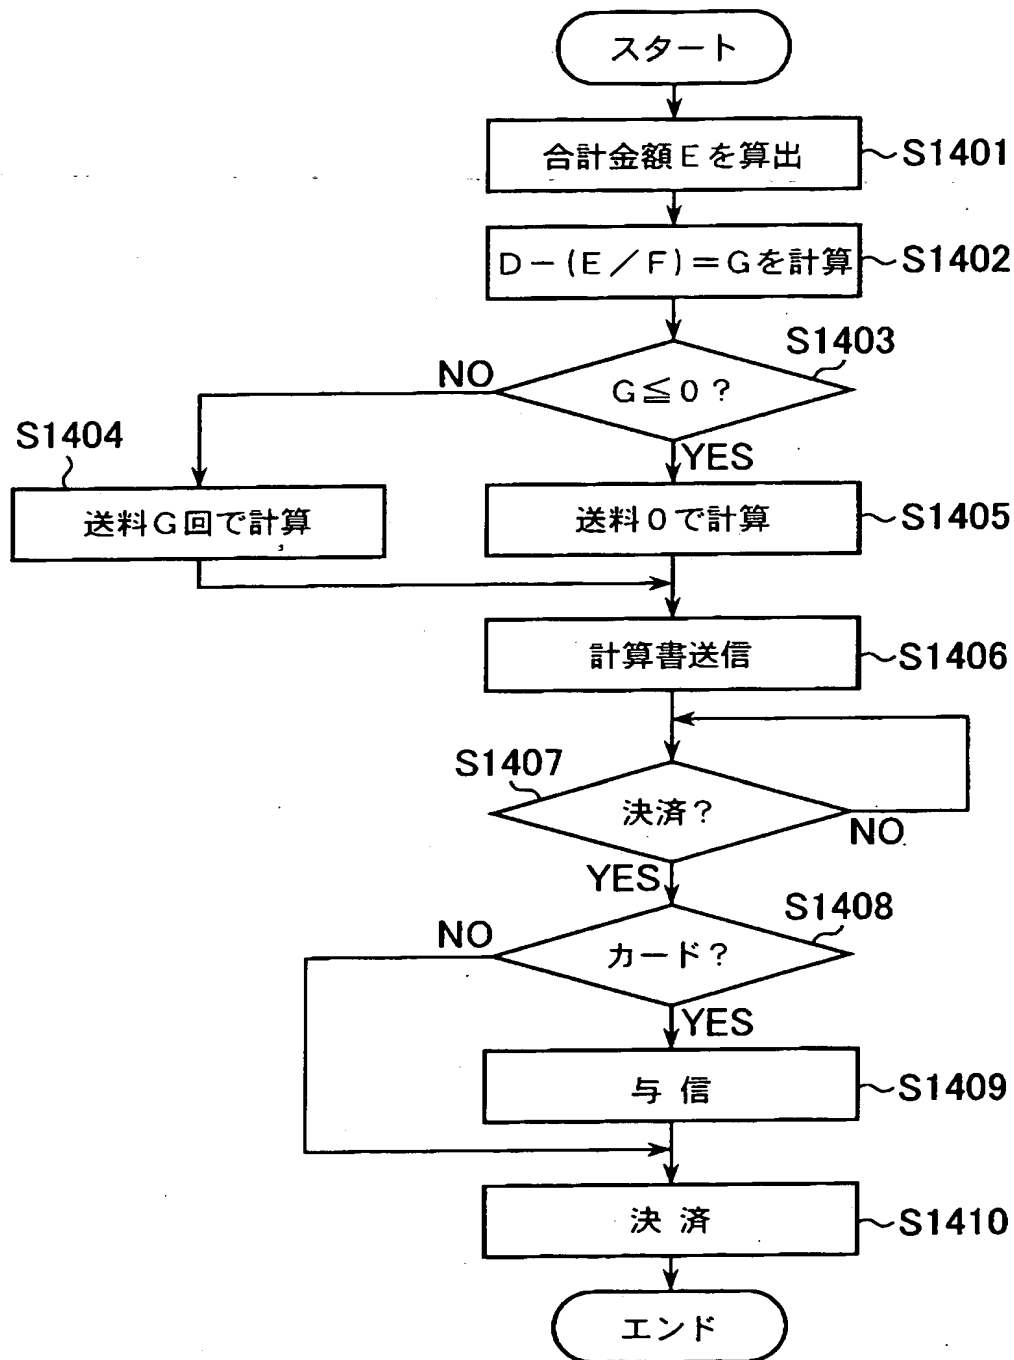 スタート
合計金額Eを算出
S1401
D-(E/F)=Gを計算
S1402
S1403
G≦0?
NO
YES
S1404
送料G回で計算
送料0で計算
S1405
計算書送信
S1406
S1407
決済?
NO
YES
S1408
カード?
NO
YES
与信
S1409
決済
S1410
エンド